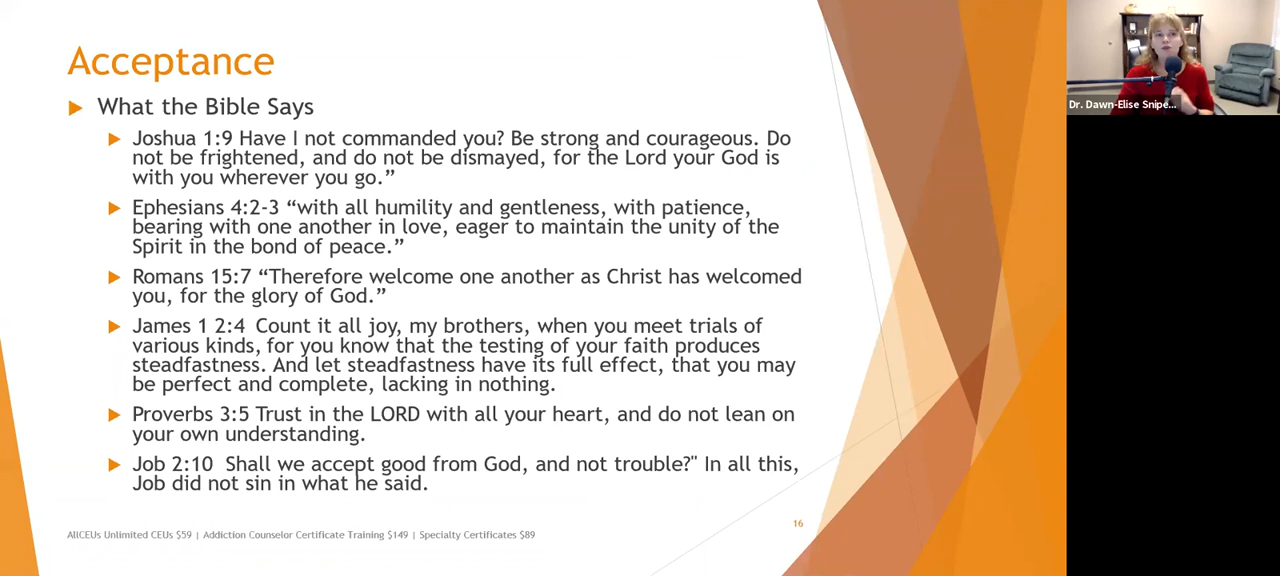 Acceptance
What the Bible Says
Joshua 1:9 Have I not commanded you? Be strong and courageous. Do
not be frightened, and do not be dismayed, for the Lord your God is
with you wherever you go.”
Ephesians 4:2-3 “with all humility and gentleness, with patience,
bearing with one another in love, eager to maintain the unity of the
Spirit in the bond of peace.”
Romans 15:7 “Therefore welcome one another as Christ has welcomed
you, for the glory of God.”
James 1 2:4 Count it all joy, my brothers, when you meet trials of
various kinds, for you know that the testing of your faith produces
steadfastness. And let steadfastness have its full effect, that you may
be perfect and complete, lacking in nothing.
Proverbs 3:5 Trust in the LORD with all your heart, and do not lean on
your own understanding.
Job 2:10 Shall we accept good from God, and not trouble?" In all this,
Job did not sin in what he said.
16
AllCEUs Unlimited CEUs $59 | Addiction Counselor Certificate Training $149 | Specialty Certificates $89
Dr. Dawn-Elise Snipe...